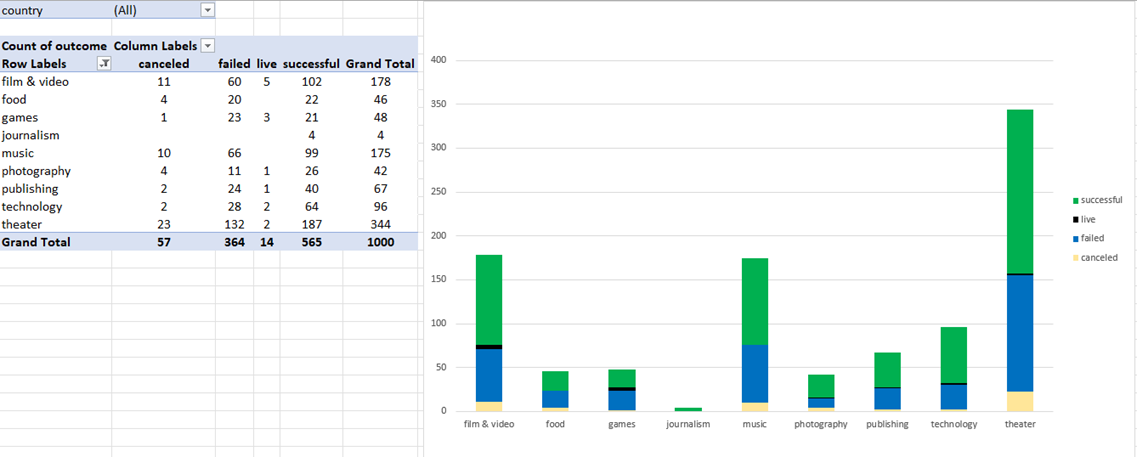 country (All)
Count of outcome Column Labels
Row Labels canceled failed live successful Grand Total
film & video 11 60 5 102 178
food 4 20 22 46
games 1 23 3 21 48
journalism 4 4
music 10 66 99 175
photography 4 11 1 26 42
publishing 2 24 1 40 67
technology 2 28 2 64 96
theater 23 132 2 187 344
Grand Total 57 364 14 565 1000
400
350
300
250
200
150
100
50
0
film & video food games journalism music photography publishing technology theater
successful
live
failed
canceled